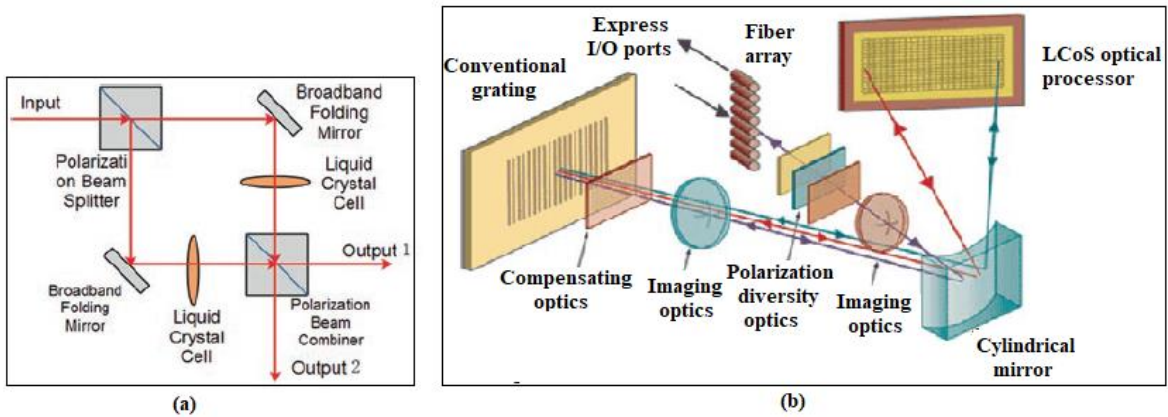 Input
Broadband
Folding
Mirror
Polarizati
on Beam
Splitter
Liquid
Crystal
Cell
Broadband
Folding
Mirror
Liquid
Crystal
Cell
Output 1
Polarization
Beam
Combiner
Output 2
(a)
Express
I/O ports
Fiber
array
LCoS optical
processor
Conventional
grating
Compensating
optics
Imaging
optics
Polarization
diversity
optics
Imaging
optics
Cylindrical
mirror
(b)